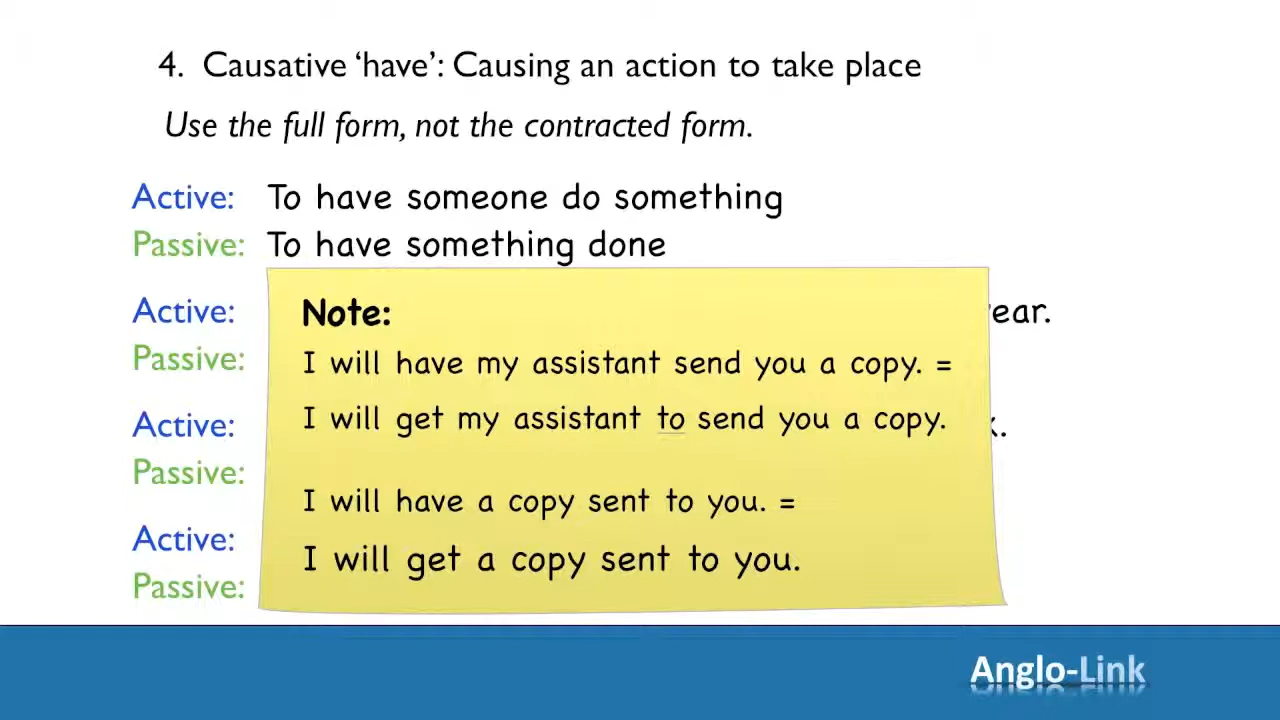 4. Causative ‘have’: Causing an action to take place
Use the full form, not the contracted form.
Active: To have someone do something
Passive: To have something done
Active:
Passive:
Active:
Passive:
Active:
Passive:
Note:
I will have my assistant send you a copy. =
I will get my assistant to send you a copy.
I will have a copy sent to you. =
I will get a copy sent to you.
Anglo-Link